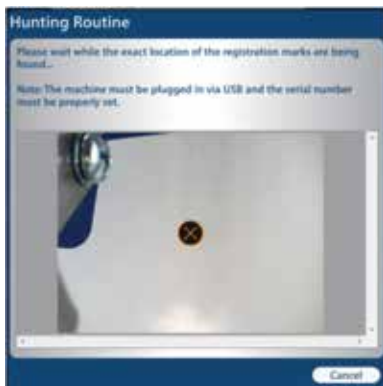 Hunting Routine
Please wait while the exact location of the registration marks are being
found...
Note: The machine must be plugged in via USB and the serial number
must be properly set.
Cancel